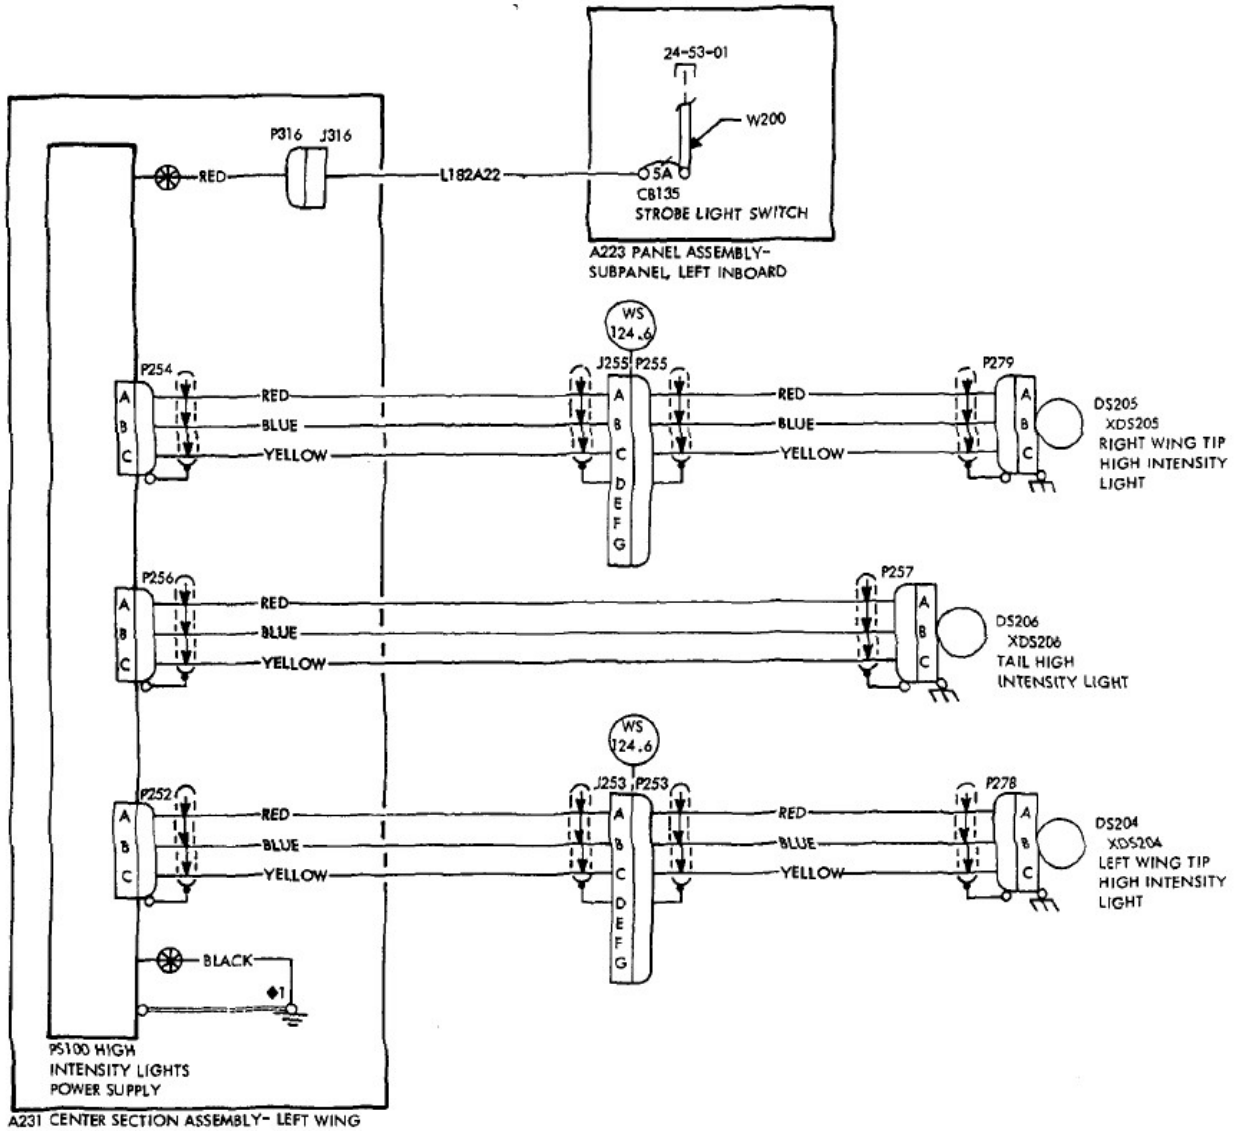 24-53-01
W200
P316 J316
RED
L182A22
5A
CB135
STROBE LIGHT SWITCH
A223 PANEL ASSEMBLY-
SUBPANEL, LEFT INBOARD
WS
124.6
P254
J255 P255
P279
A RED A RED A
B BLUE B BLUE B
C YELLOW C YELLOW C
D
E
F
G
DS205
XDS205
RIGHT WING TIP
HIGH INTENSITY
LIGHT
P256
P257
A RED A
B BLUE B
C YELLOW C
DS206
XDS206
TAIL HIGH
INTENSITY LIGHT
WS
124.6
P252
J253 P253
P278
A RED A RED A
B BLUE B BLUE B
C YELLOW C YELLOW C
D
E
F
G
DS204
XDS204
LEFT WING TIP
HIGH INTENSITY
LIGHT
BLACK
◆1
PS100 HIGH
INTENSITY LIGHTS
POWER SUPPLY
A231 CENTER SECTION ASSEMBLY- LEFT WING